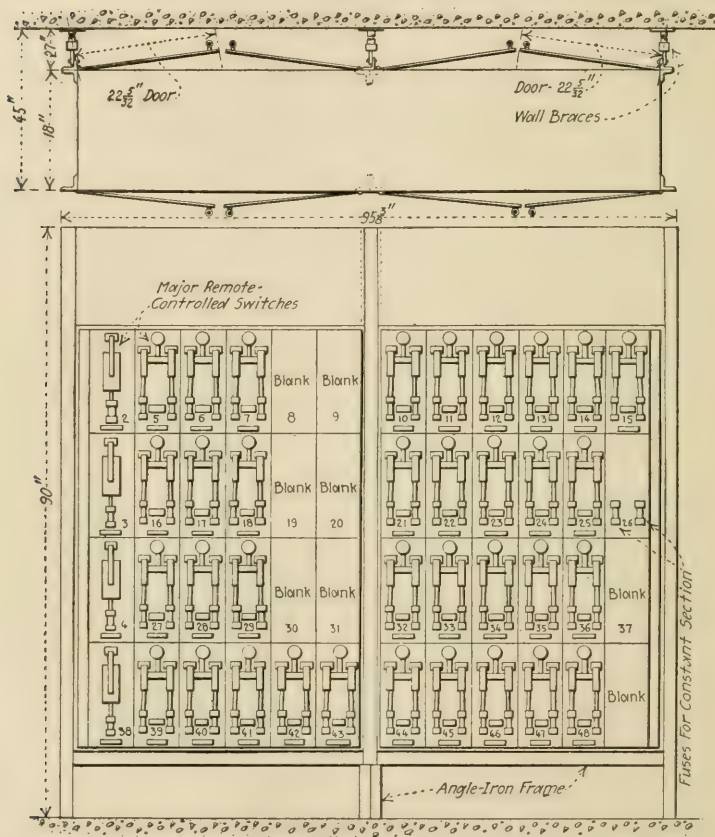 27"
45"
18"
22 5/32" Door
Door - 22 5/32"
Wall Braces
95 3/8"
90"
Major Remote-
Controlled Switches
2 5 6 7 Blank 8 Blank 9 10 11 12 13 14 15
3 16 17 18 Blank 19 Blank 20 21 22 23 24 25 26
4 27 28 29 Blank 30 Blank 31 32 33 34 35 36 Blank 37
38 39 40 41 42 43 44 45 46 47 48 Blank
Fuses For Constant Section
Angle-Iron Frame